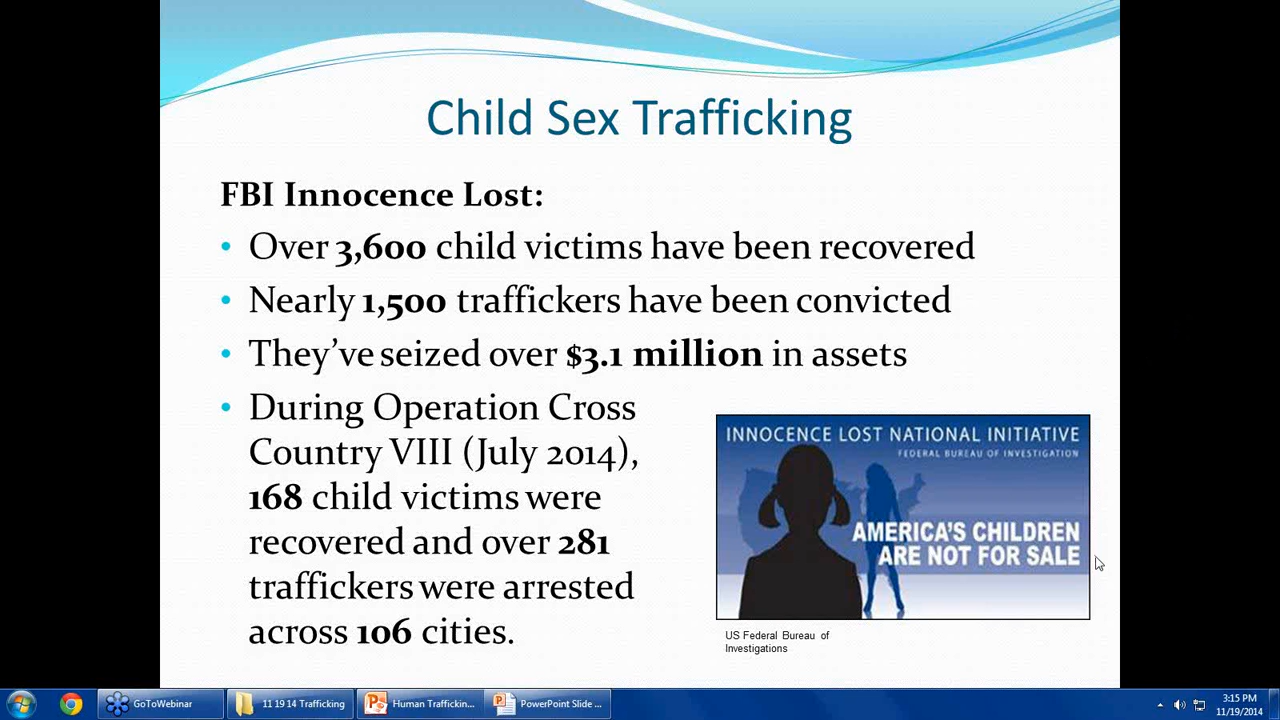 Child Sex Trafficking
FBI Innocence Lost:
• Over 3,600 child victims have been recovered
• Nearly 1,500 traffickers have been convicted
• They've seized over $3.1 million in assets
• During Operation Cross
Country VIII (July 2014),
168 child victims were
recovered and over 281
traffickers were arrested
across 106 cities.
INNOCENCE LOST NATIONAL INITIATIVE
FEDERAL BUREAU OF INVESTIGATION
AMERICA'S CHILDREN
ARE NOT FOR SALE
US Federal Bureau of
Investigations
GoToWebinar
11 19 14 Trafficking
Human Traffickin...
PowerPoint Slide ...
3:15 PM
11/19/2014